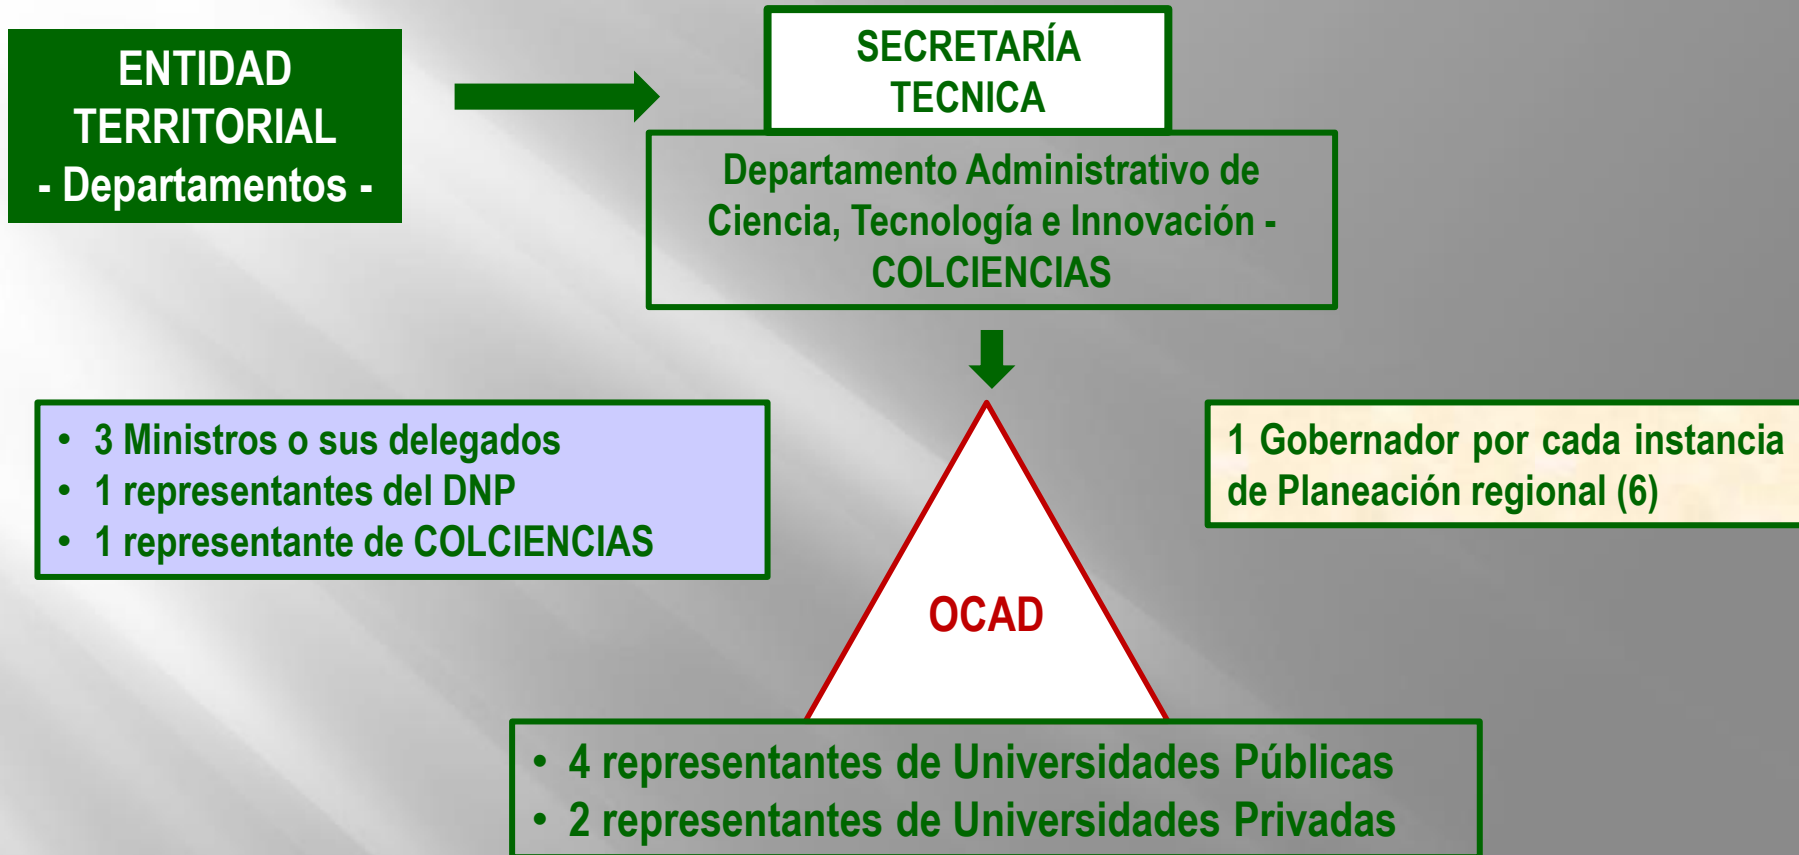 ENTIDAD
TERRITORIAL
- Departamentos -
SECRETARÍA
TECNICA
Departamento Administrativo de
Ciencia, Tecnología e Innovación -
COLCIENCIAS
• 3 Ministros o sus delegados
• 1 representantes del DNP
• 1 representante de COLCIENCIAS
1 Gobernador por cada instancia
de Planeación regional (6)
OCAD
• 4 representantes de Universidades Públicas
• 2 representantes de Universidades Privadas